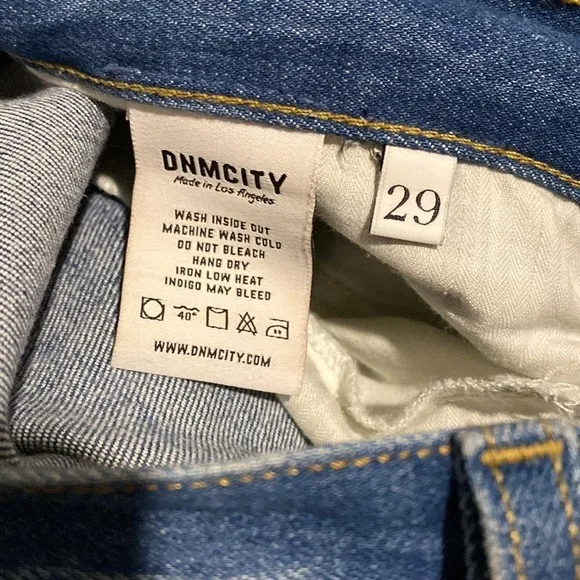 DNMCITY
Made in Los Angeles
WASH INSIDE OUT
MACHINE WASH COLD
DO NOT BLEACH
HANG DRY
IRON LOW HEAT
INDIGO MAY BLEED
40°
WWW.DNMCITY.COM
29